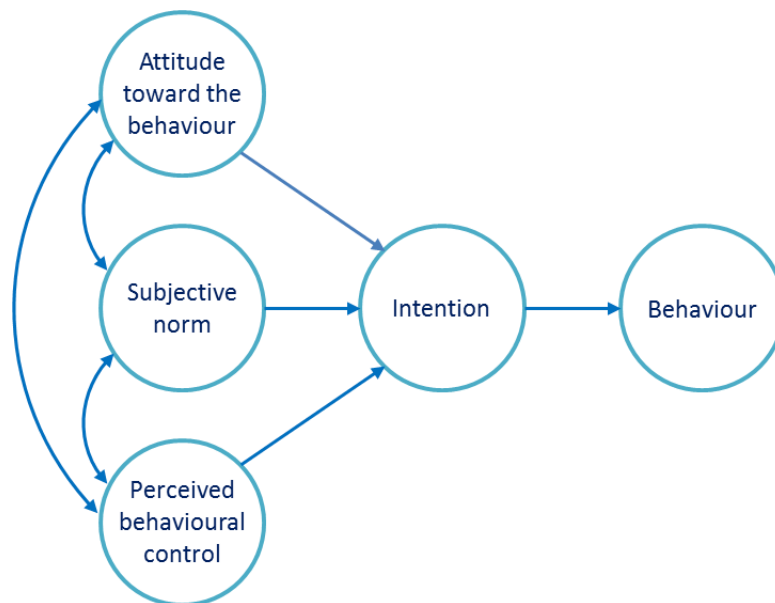 Attitude
toward the
behaviour
Subjective
norm
Intention
Behaviour
Perceived
behavioural
control